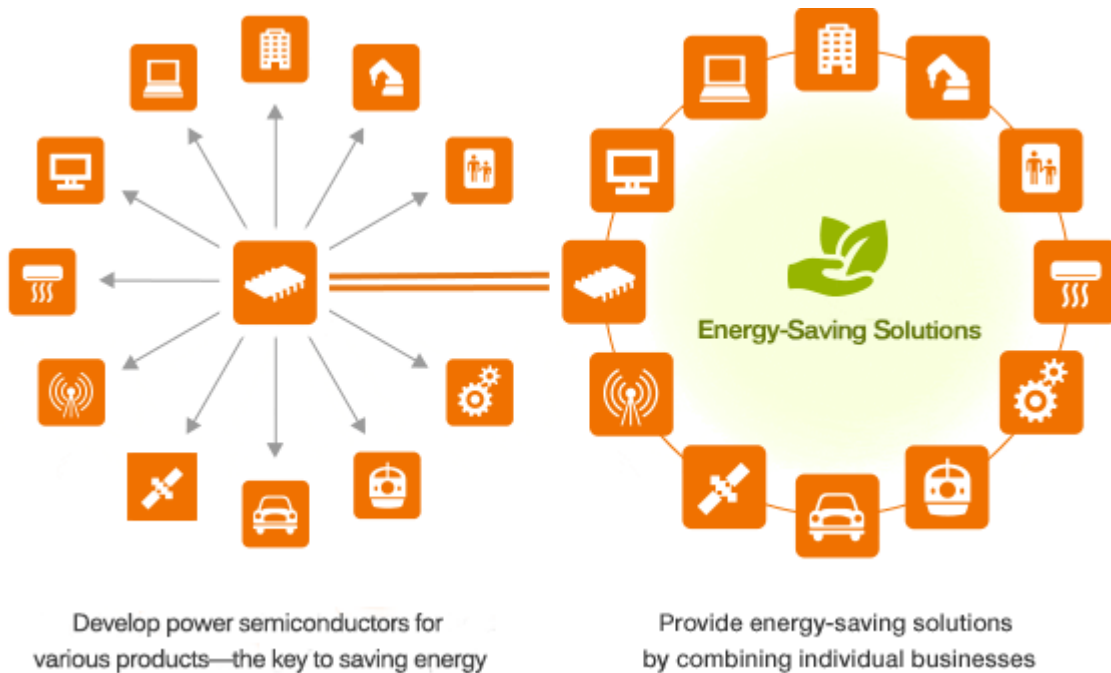 Energy-Saving Solutions
Develop power semiconductors for
various products—the key to saving energy
Provide energy-saving solutions
by combining individual businesses